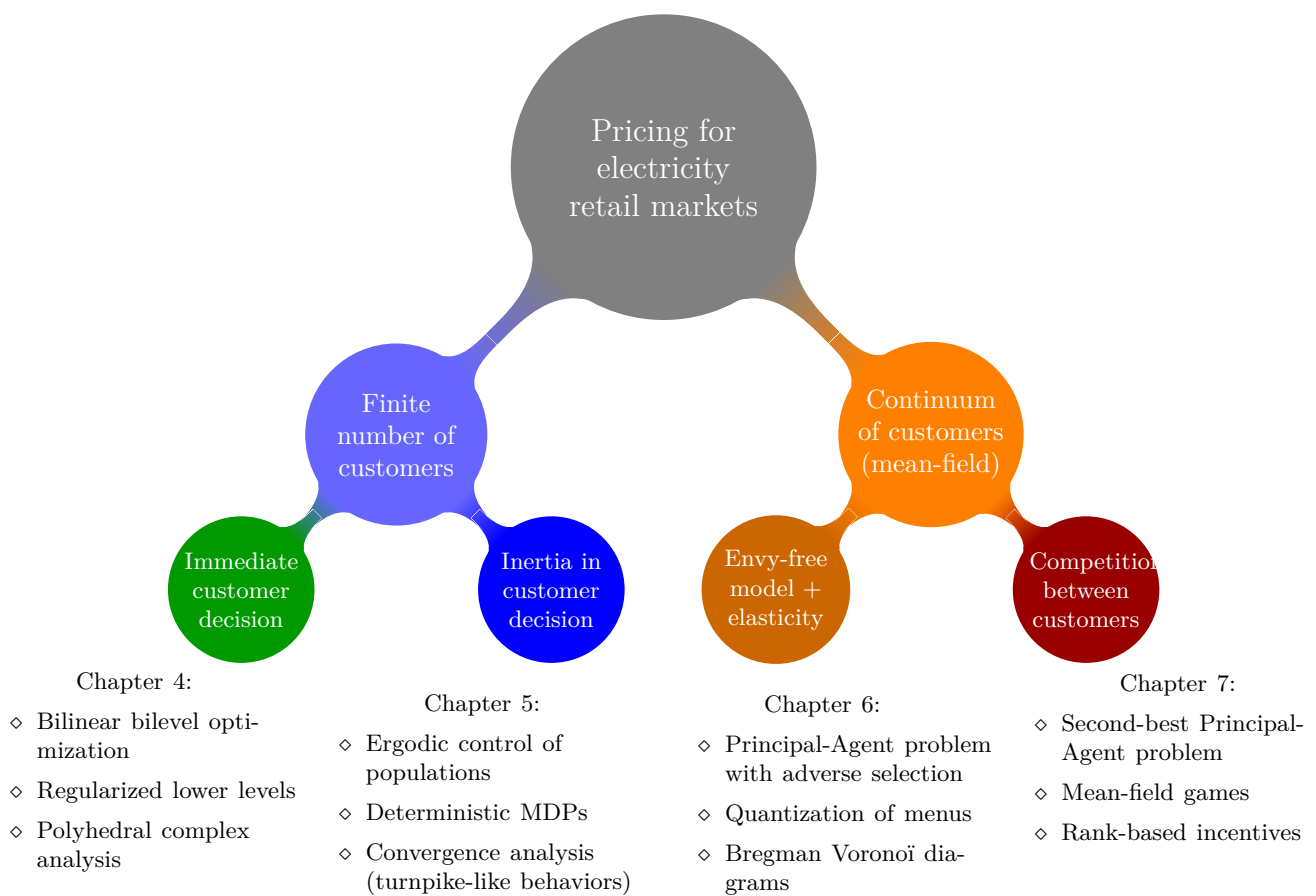 Pricing for
electricity
retail markets
Finite
number of
customers
Continuum
of customers
(mean-field)
Immediate
customer
decision
Inertia in
customer
decision
Envy-free
model +
elasticity
Competition
between
customers
Chapter 4:
⋄ Bilinear bilevel opti-
mization
⋄ Regularized lower levels
⋄ Polyhedral complex
analysis
Chapter 5:
⋄ Ergodic control of
populations
⋄ Deterministic MDPs
⋄ Convergence analysis
(turnpike-like behaviors)
Chapter 6:
⋄ Principal-Agent problem
with adverse selection
⋄ Quantization of menus
⋄ Bregman Voronoï dia-
grams
Chapter 7:
⋄ Second-best Principal-
Agent problem
⋄ Mean-field games
⋄ Rank-based incentives